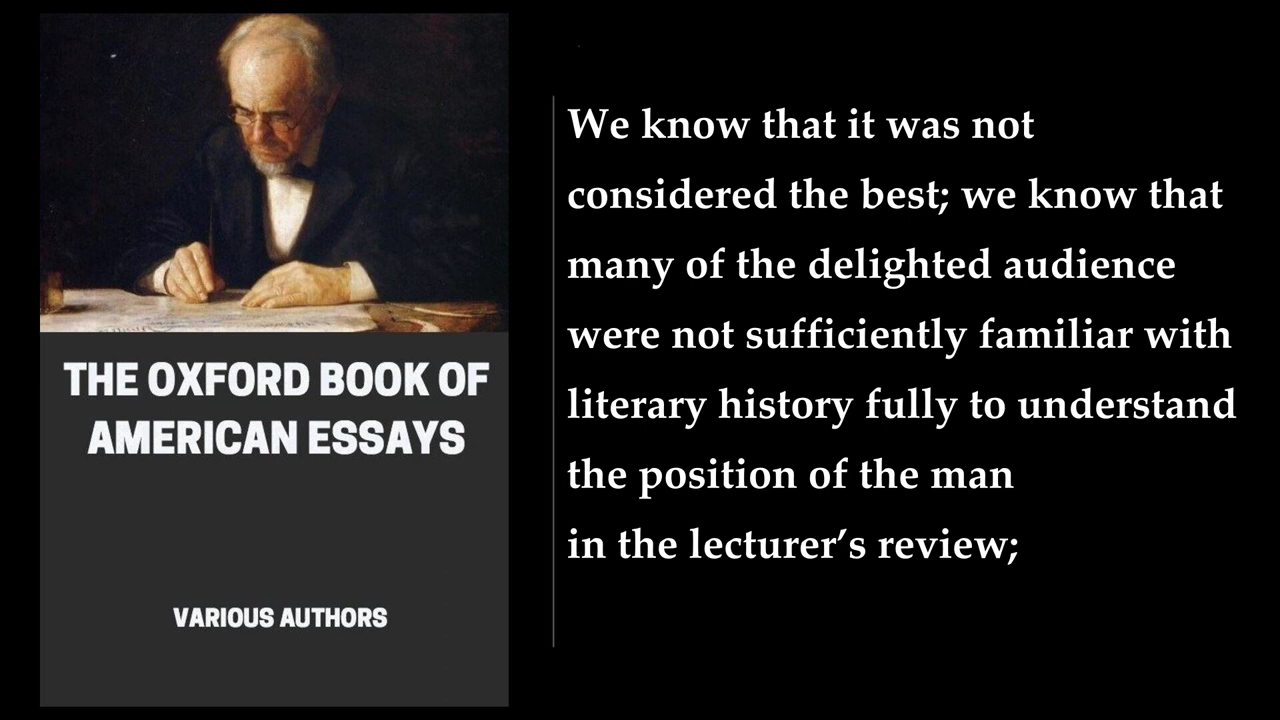 THE OXFORD BOOK OF
AMERICAN ESSAYS
VARIOUS AUTHORS
We know that it was not
considered the best; we know that
many of the delighted audience
were not sufficiently familiar with
literary history fully to understand
the position of the man
in the lecturer’s review;